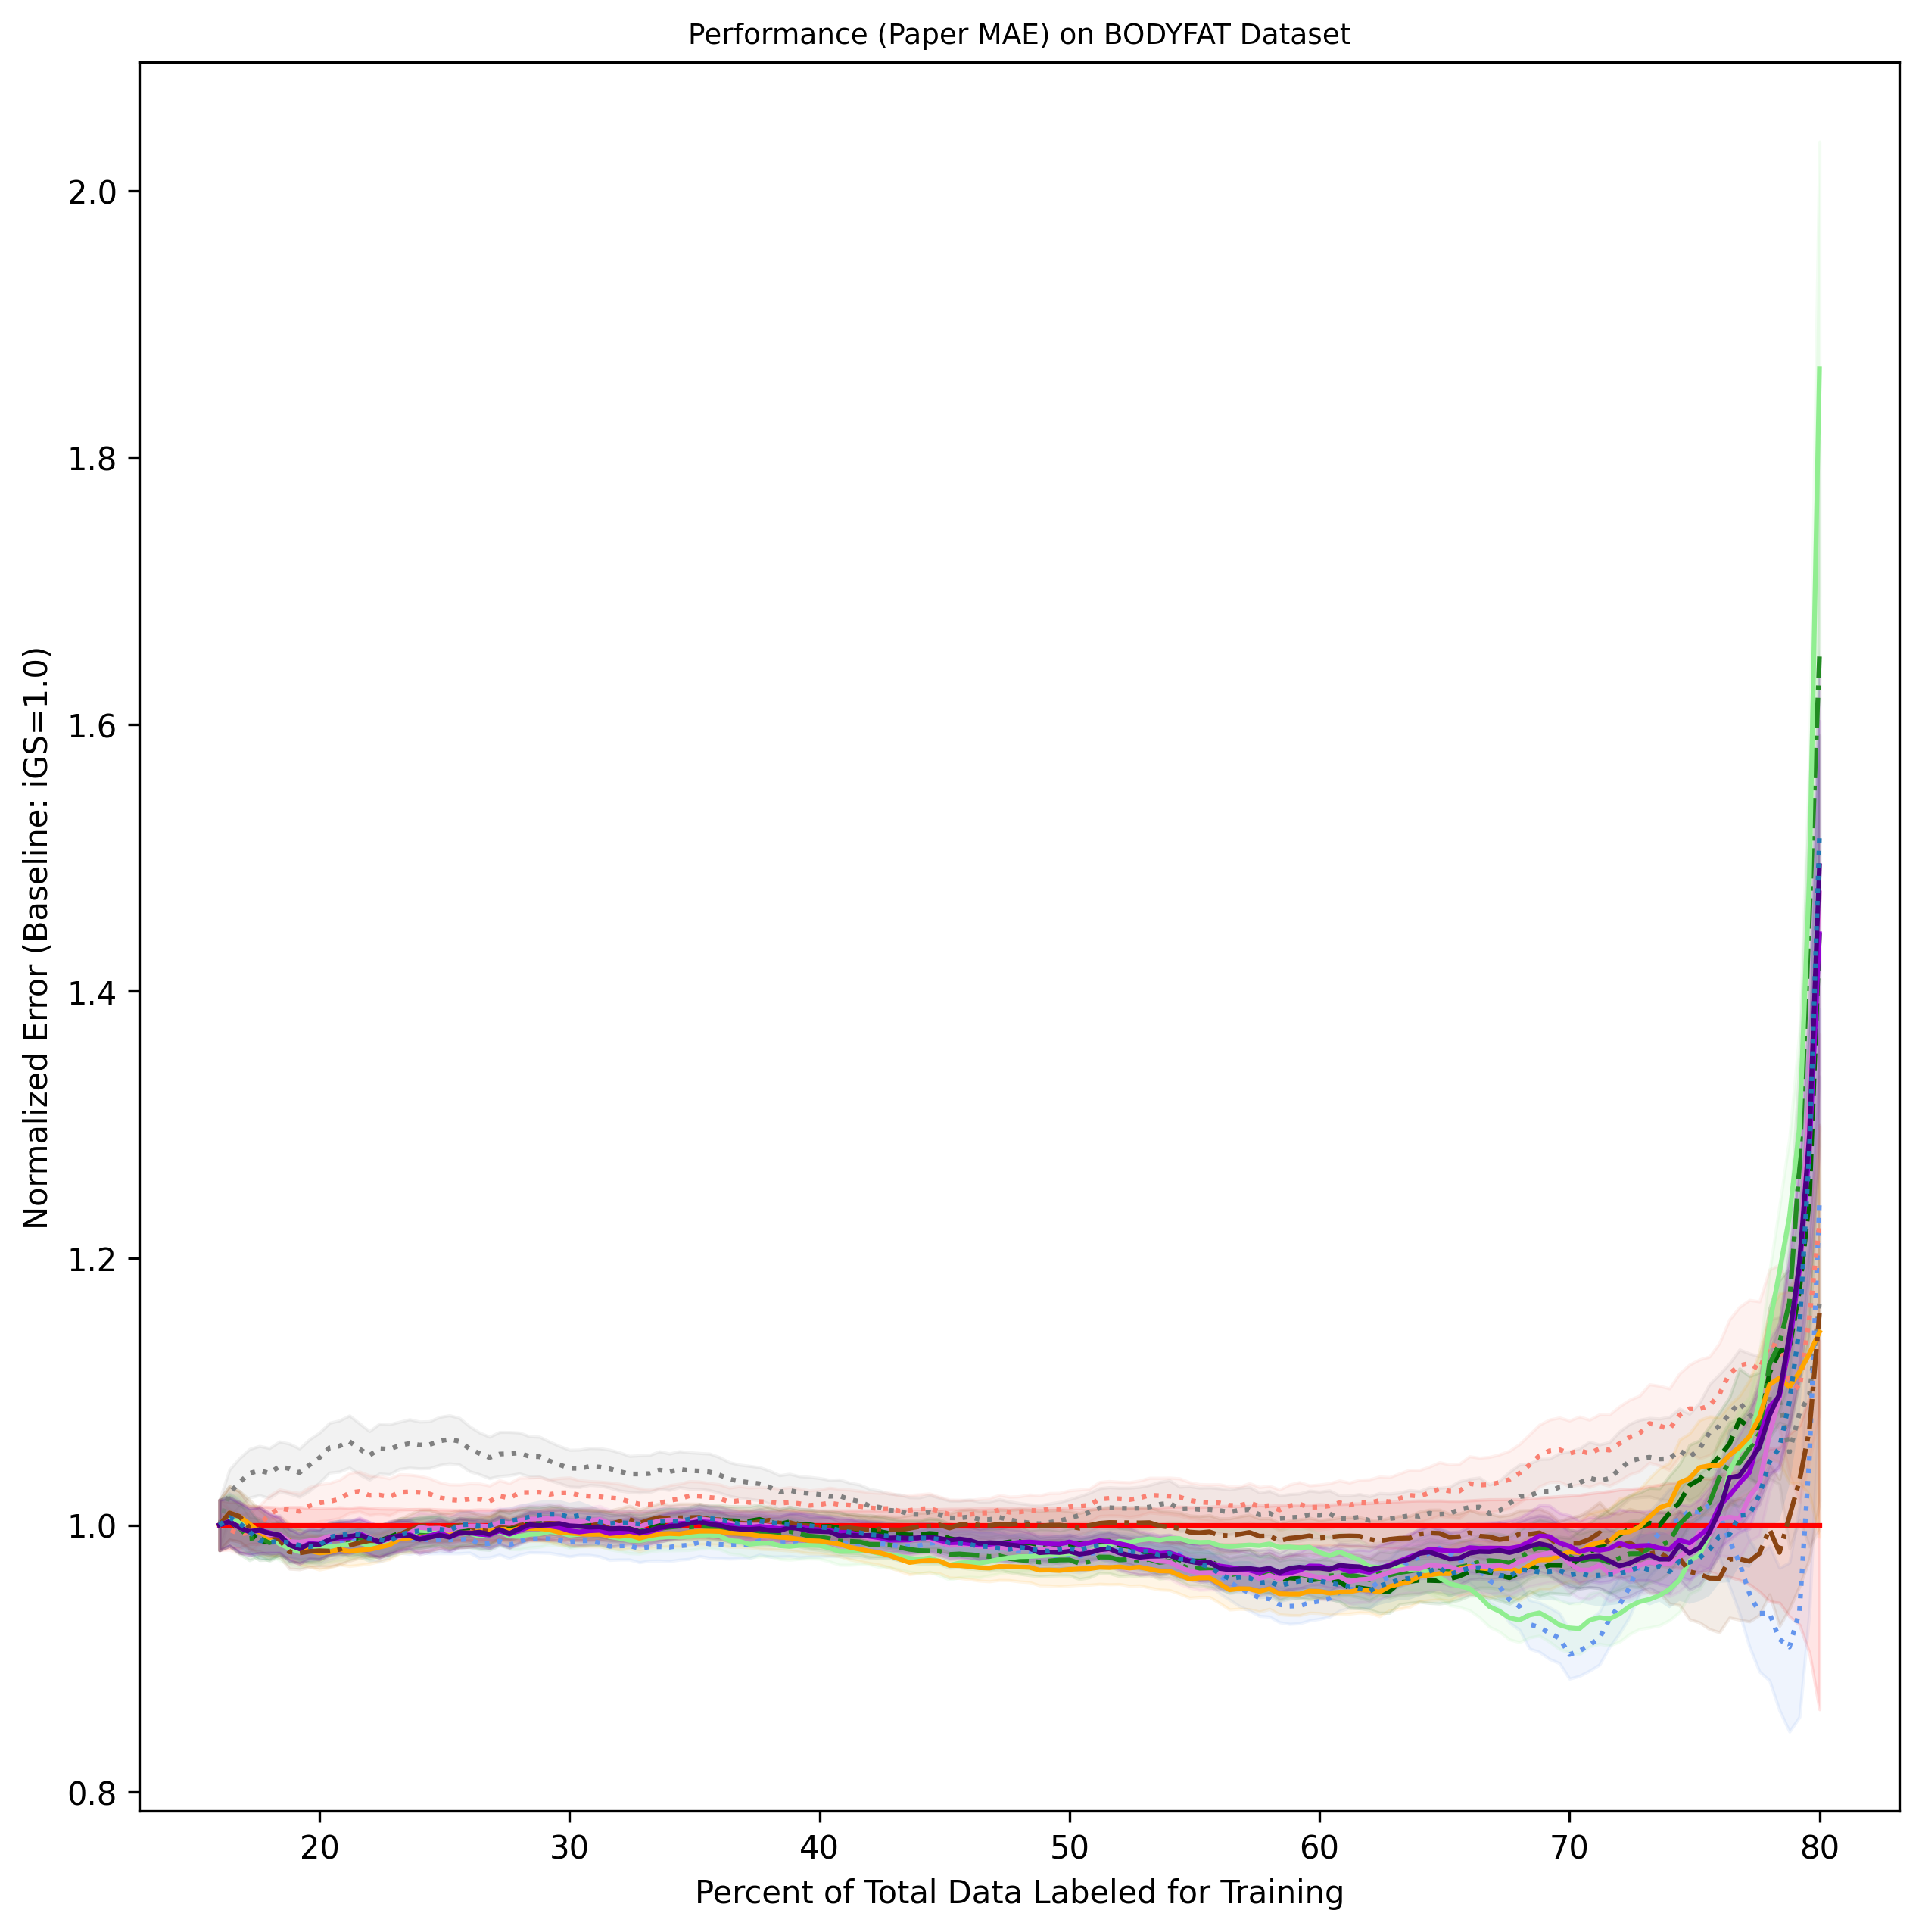 Performance (Paper MAE) on BODYFAT Dataset
Normalized Error (Baseline: iGS=1.0)
2.0
1.8
1.6
1.4
1.2
1.0
0.8
20 30 40 50 60 70 80
Percent of Total Data Labeled for Training